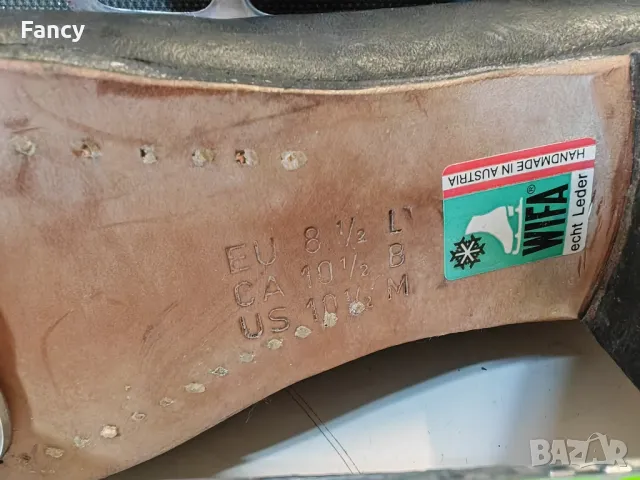 Fancy
HANDMADE IN AUSTRIA
WIFA®
echt Leder
EU 8 ½ L
CA 10 ½ B
US 10 ½ M
BAZAR